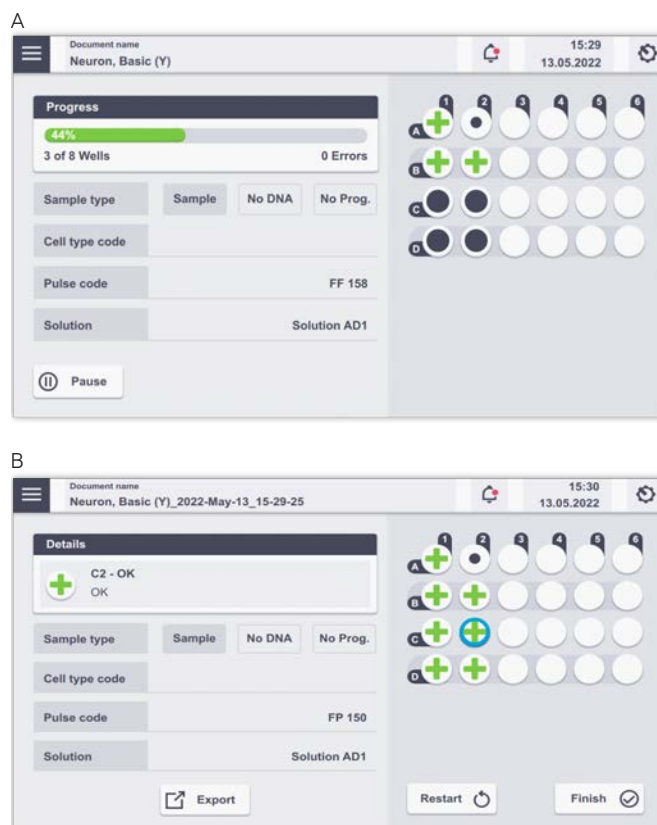 A
Document name
Neuron, Basic (Y)
15:29
13.05.2022
Progress
44%
3 of 8 Wells 0 Errors
Sample type Sample No DNA No Prog.
Cell type code
Pulse code FF 158
Solution Solution AD1
Pause
1 2 3 4 5 6
A
B
C
D
B
Document name
Neuron, Basic (Y)_2022-May-13_15-29-25
15:30
13.05.2022
Details
C2 - OK
OK
Sample type Sample No DNA No Prog.
Cell type code
Pulse code FP 150
Solution Solution AD1
Export
1 2 3 4 5 6
A
B
C
D
Restart Finish